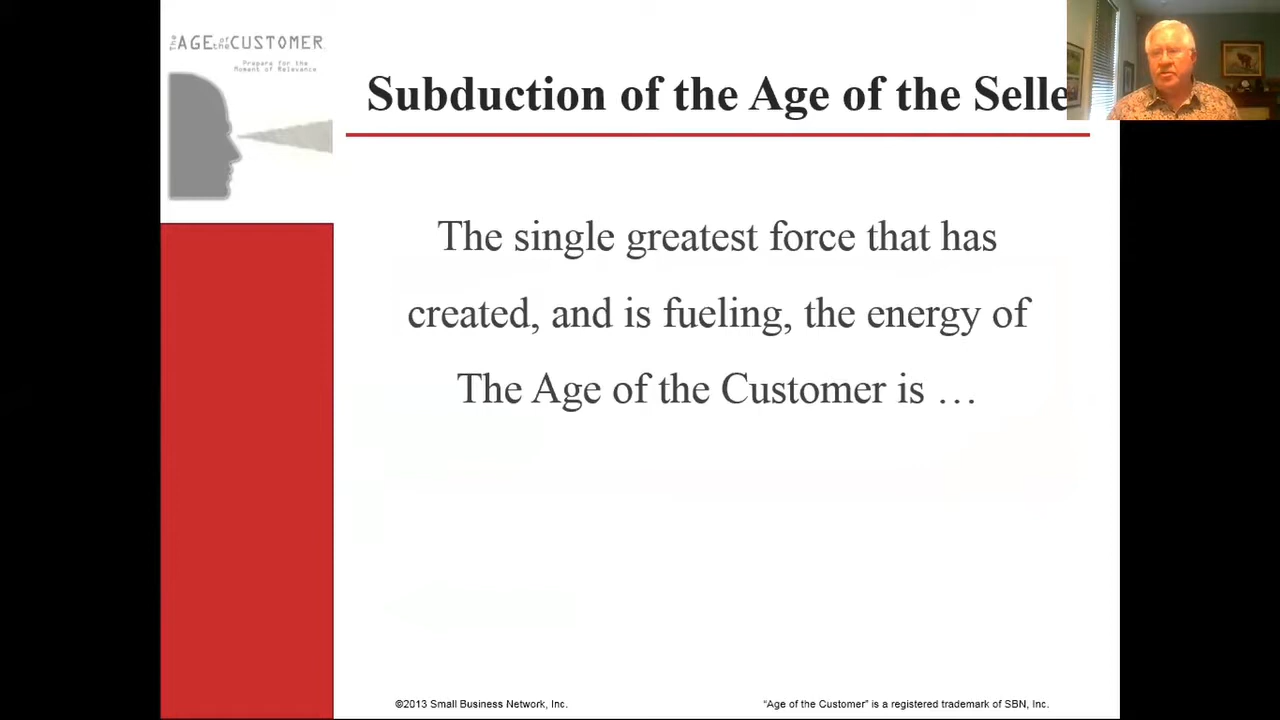 The AGE of the CUSTOMER
Prepare for the
Moment of Relevance
Subduction of the Age of the Selle
The single greatest force that has
created, and is fueling, the energy of
The Age of the Customer is …
©2013 Small Business Network, Inc.
“Age of the Customer” is a registered trademark of SBN, Inc.